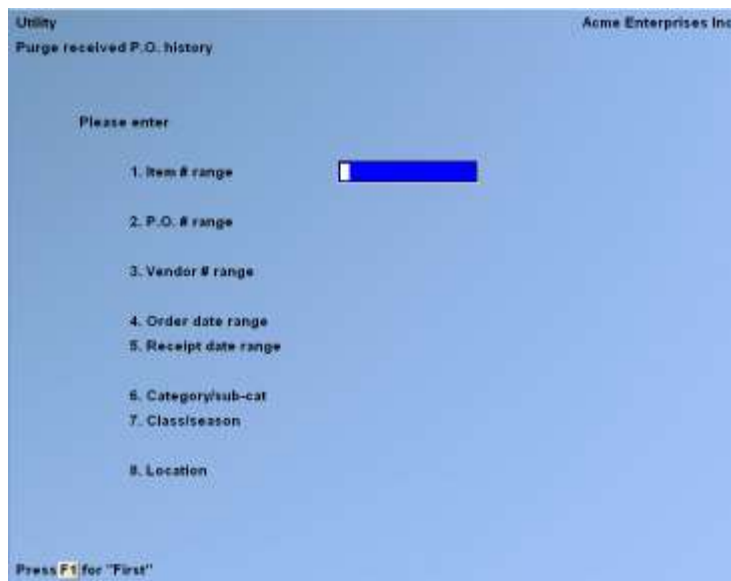 Utility Acme Enterprises Inc
Purge received P.O. history
Please enter
1. Item # range
2. P.O. # range
3. Vendor # range
4. Order date range
5. Receipt date range
6. Category/sub-cat
7. Class/season
8. Location
Press F1 for "First"